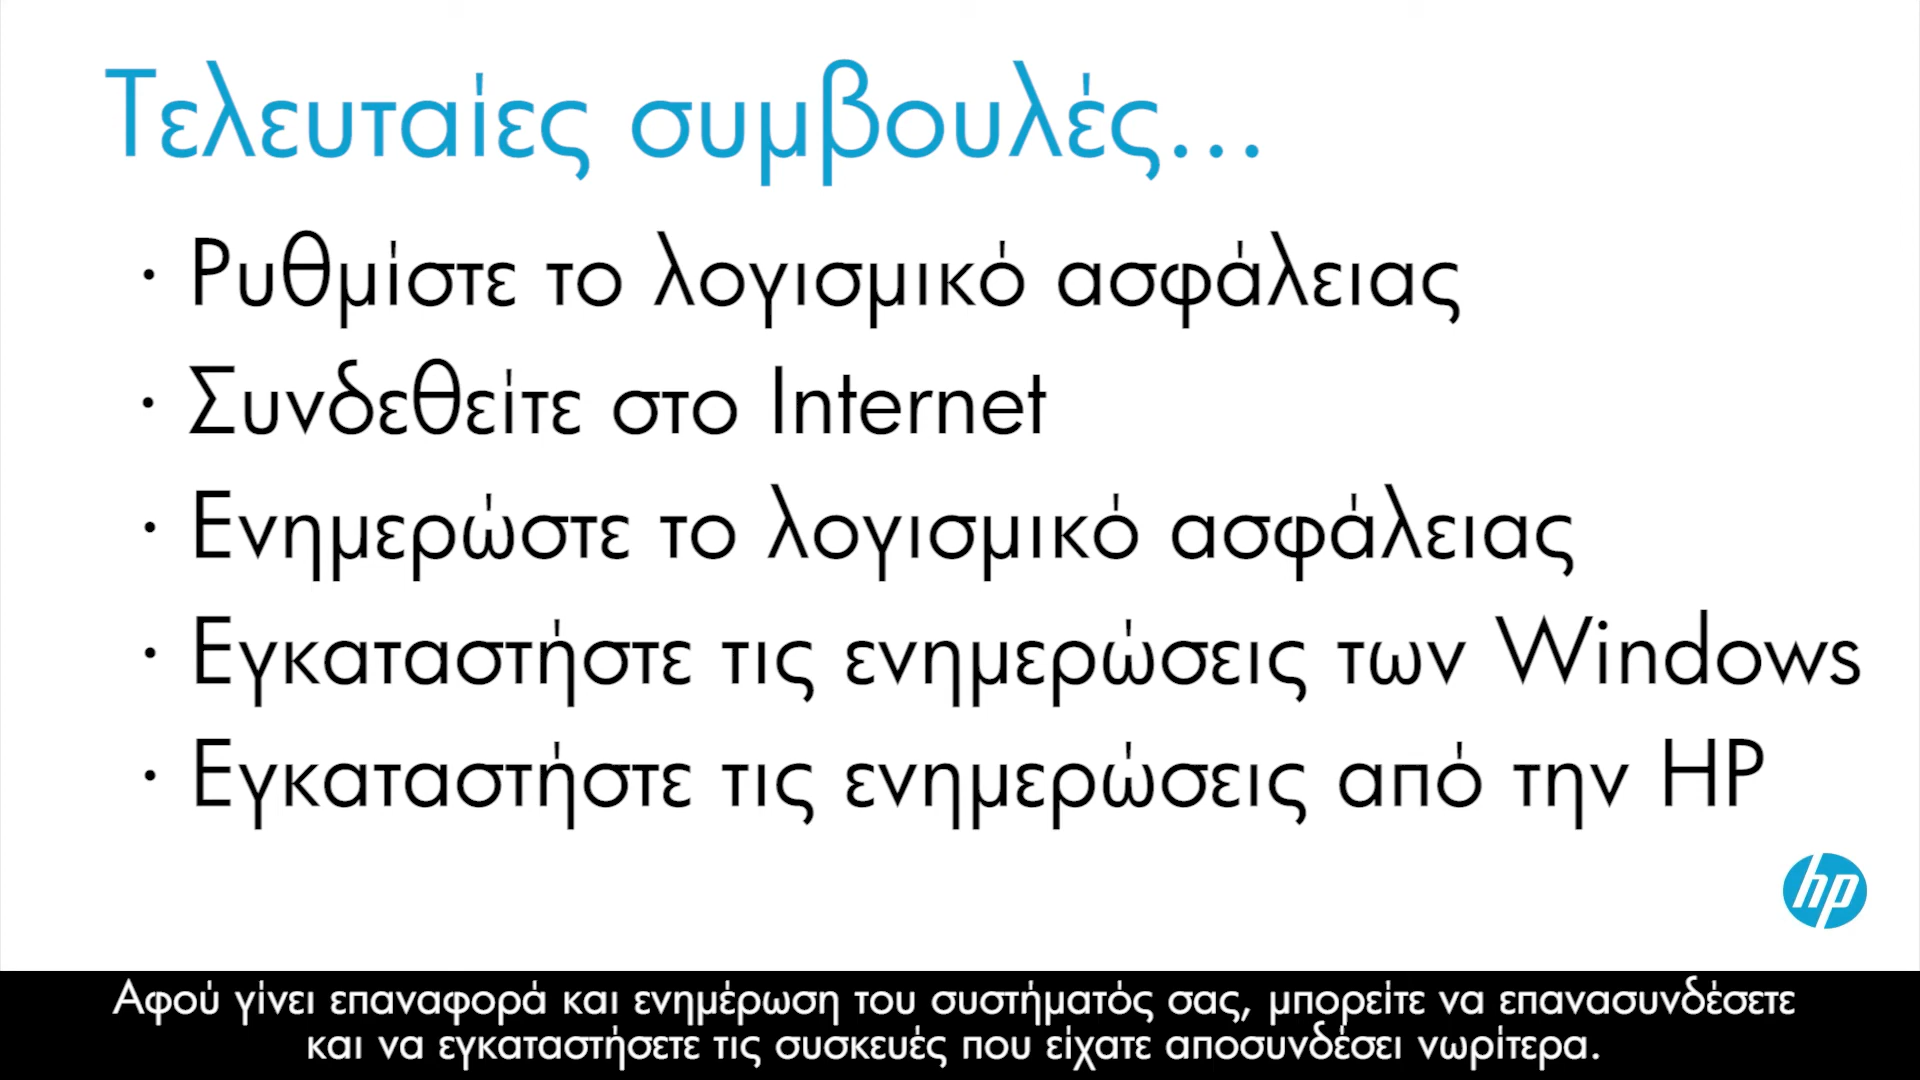 Τελευταίες συμβουλές...
· Ρυθμίστε το λογισμικό ασφάλειας
· Συνδεθείτε στο Internet
· Ενημερώστε το λογισμικό ασφάλειας
· Εγκαταστήστε τις ενημερώσεις των Windows
· Εγκαταστήστε τις ενημερώσεις από την HP
hp
Αφού γίνει επαναφορά και ενημέρωση του συστήματός σας, μπορείτε να επανασυνδέσετε
και να εγκαταστήσετε τις συσκευές που είχατε αποσυνδέσει νωρίτερα.